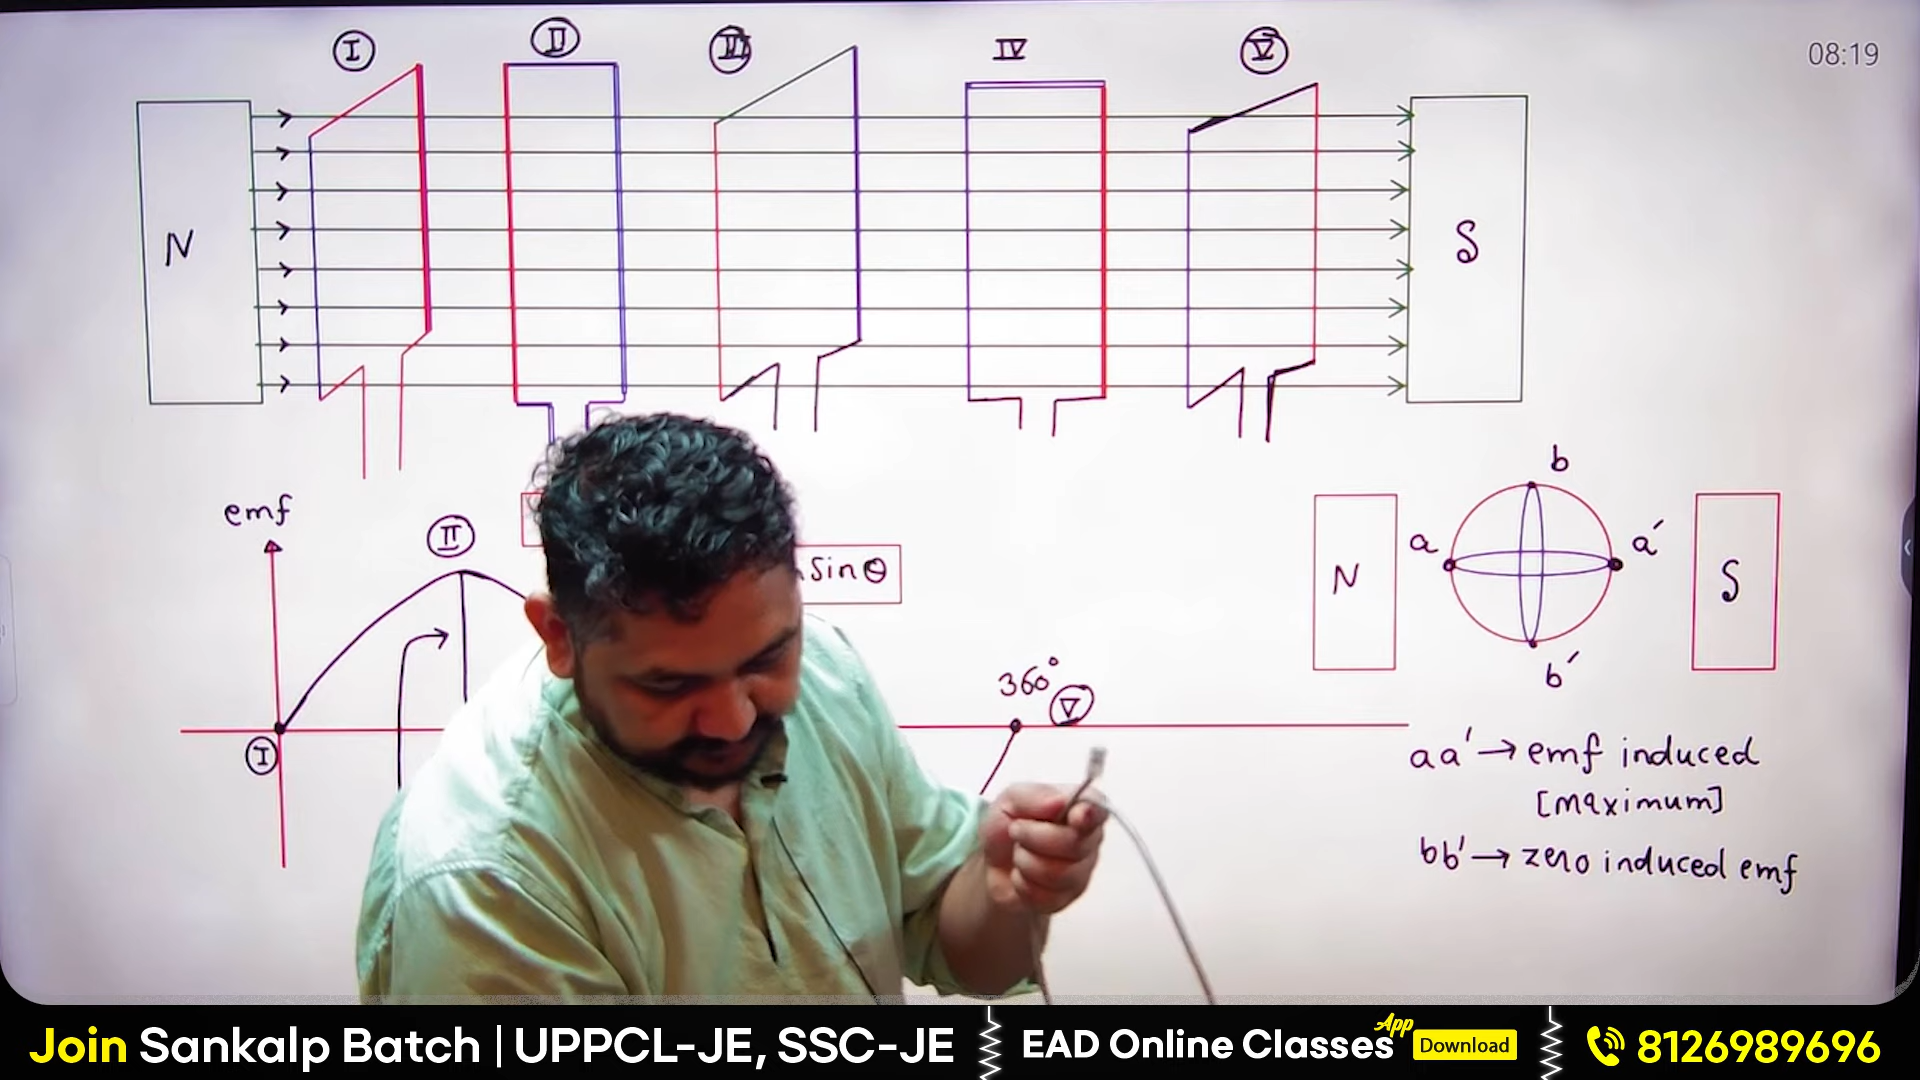 I II III IV V
08:19
N S
emf
II
sinθ
I
360°
V
b
a a′
N S
b′
aa′ → emf induced
[maximum]
bb′ → zero induced emf
Join Sankalp Batch | UPPCL-JE, SSC-JE EAD Online Classes App Download 8126989696